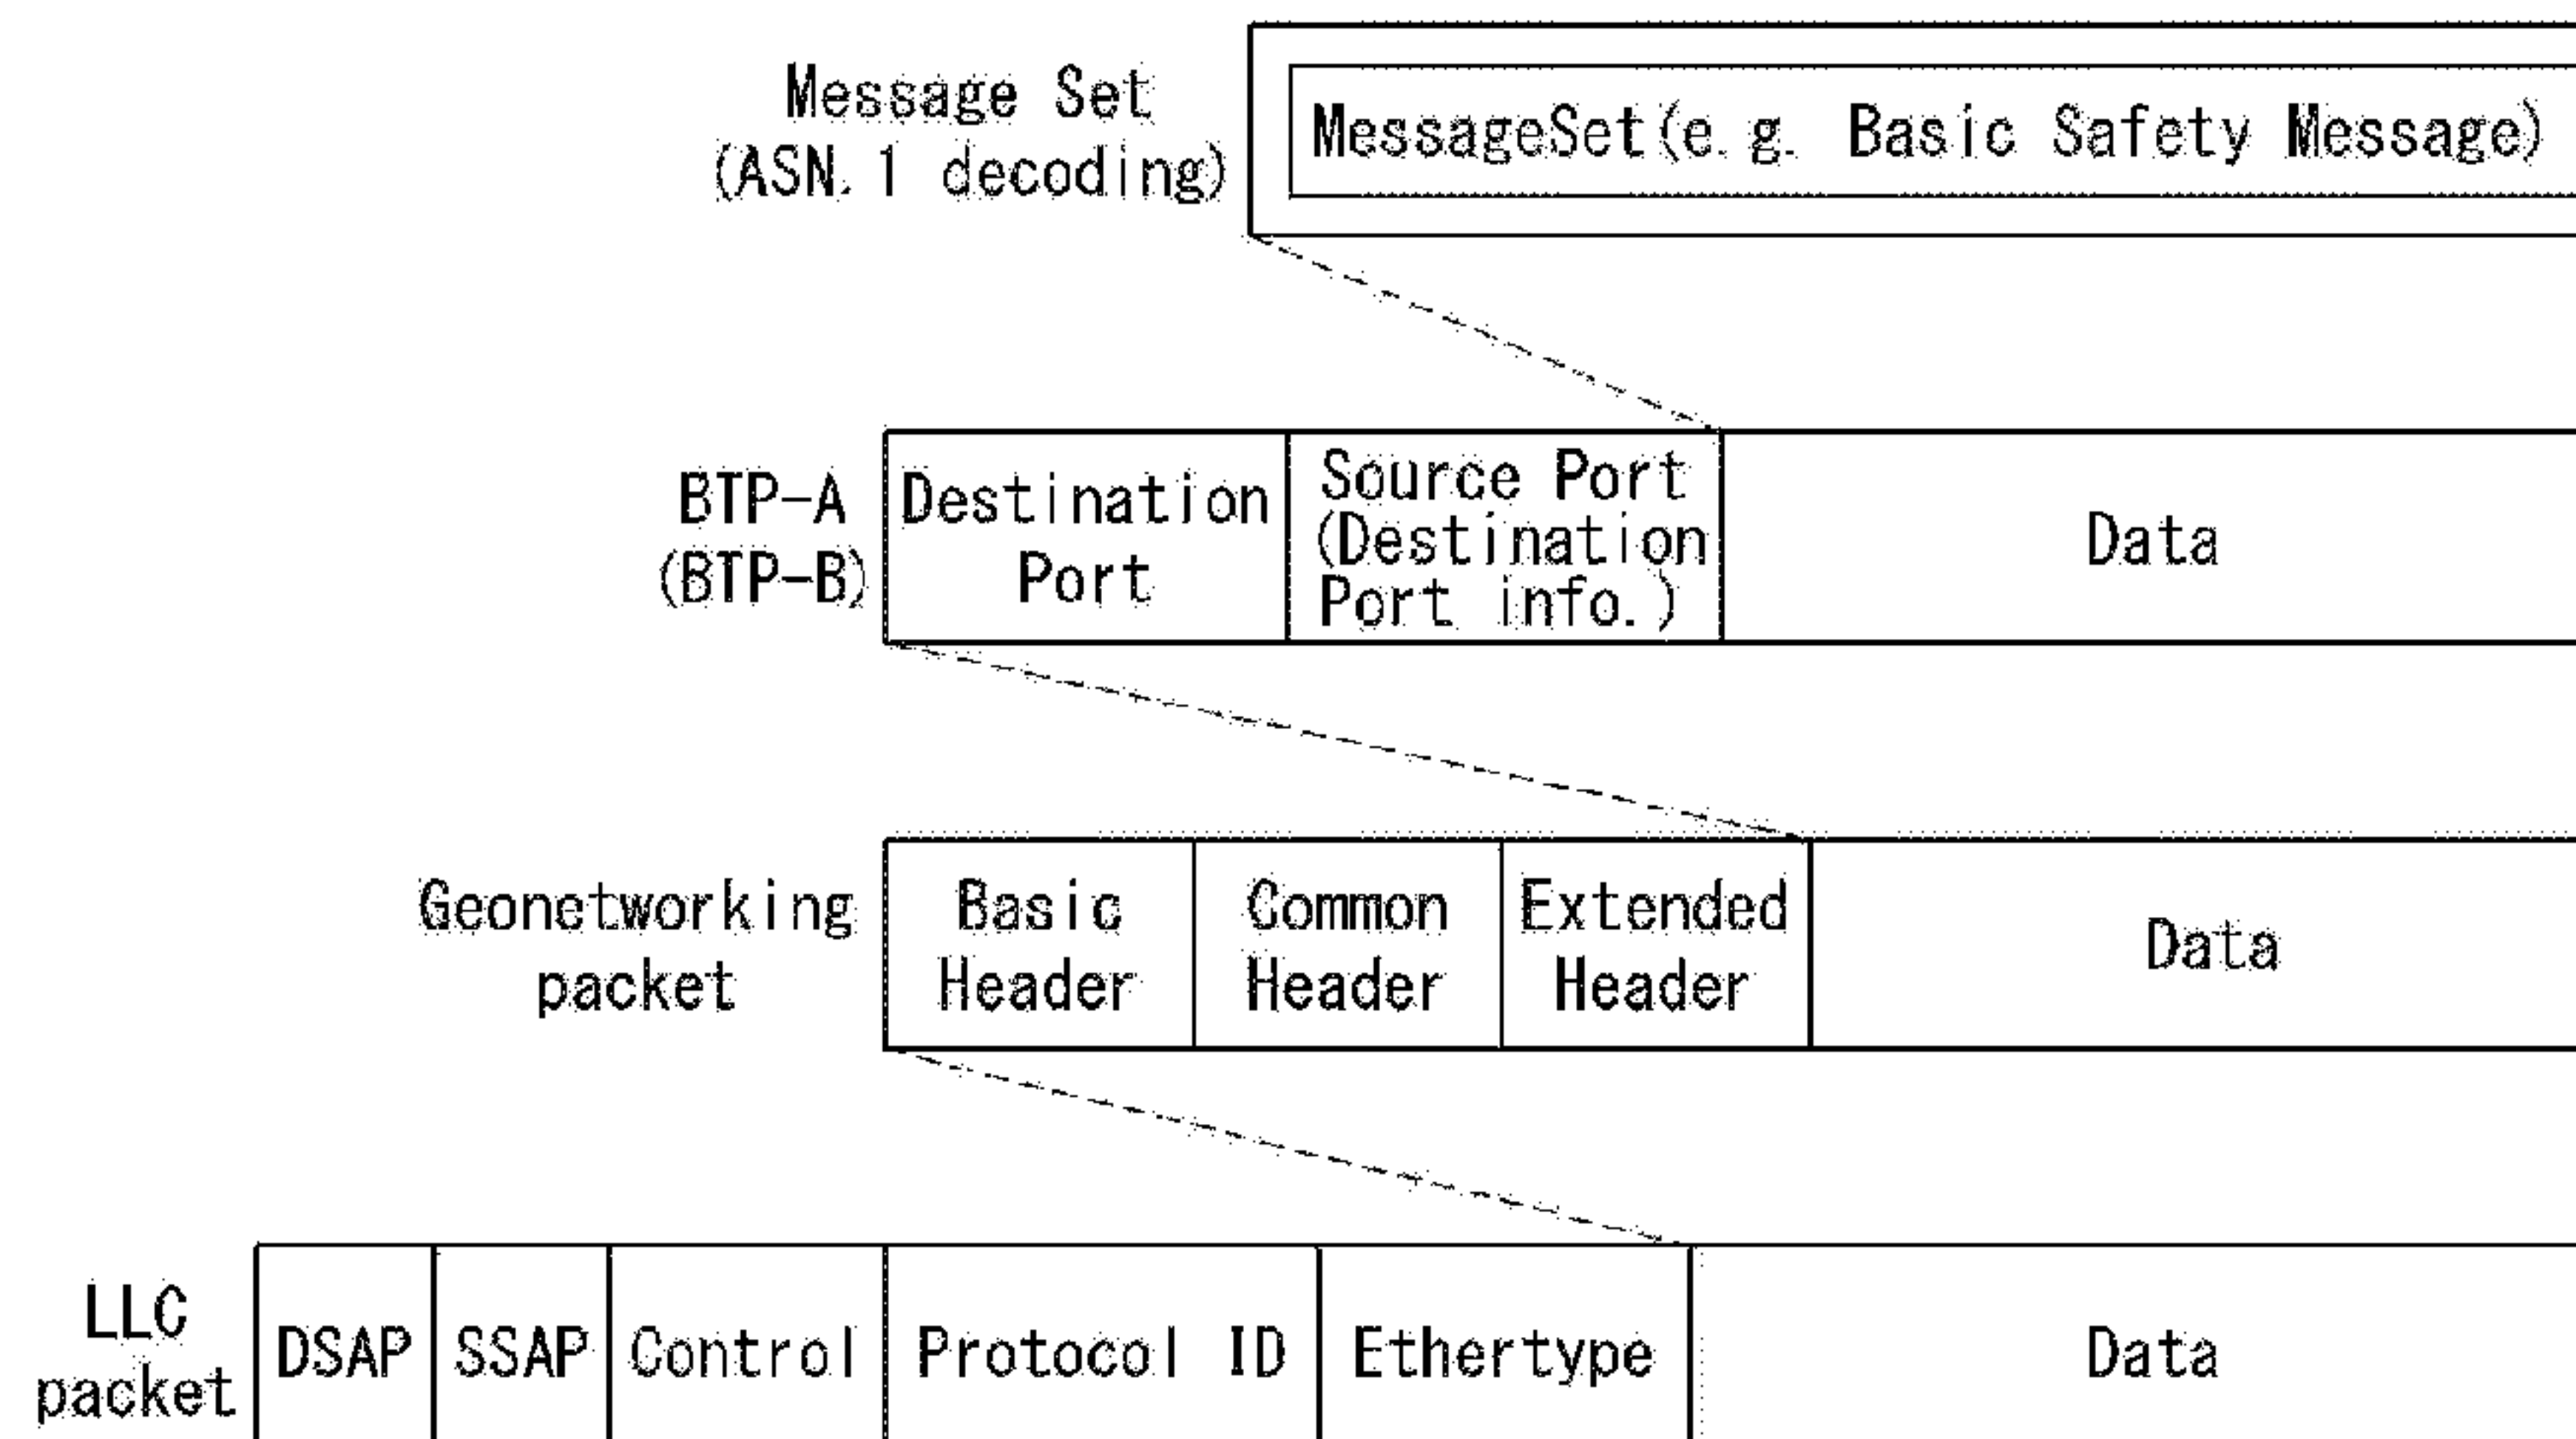 Message Set
(ASN.1 decoding)
MessageSet(e.g. Basic Safety Message)
BTP-A
(BTP-B)
Destination
Port
Source Port
(Destination
Port info.)
Data
Geonetworking
packet
Basic
Header
Common
Header
Extended
Header
Data
LLC
packet
DSAP
SSAP
Control
Protocol ID
Ethertype
Data